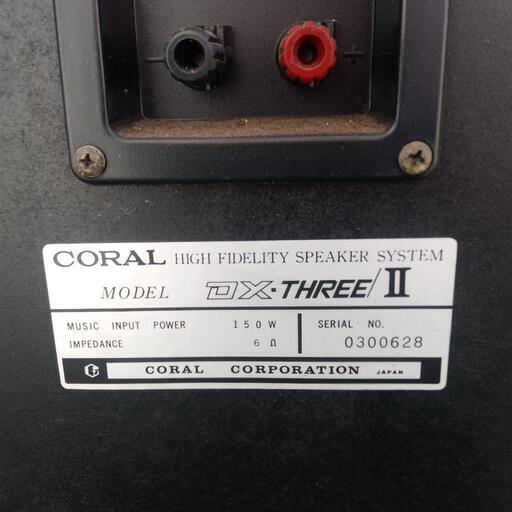 − +
CORAL HIGH FIDELITY SPEAKER SYSTEM
MODEL DX·THREE/II
MUSIC INPUT POWER 150W SERIAL NO.
IMPEDANCE 6Ω 0300628
CORAL CORPORATION JAPAN